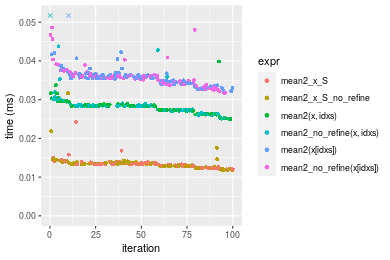 0.05
0.04
0.03
0.02
0.01
0.00
time (ms)
0
25
50
75
100
iteration
expr
mean2_x_S
mean2_x_S_no_refine
mean2(x, idxs)
mean2_no_refine(x, idxs)
mean2(x[idxs])
mean2_no_refine(x[idxs])